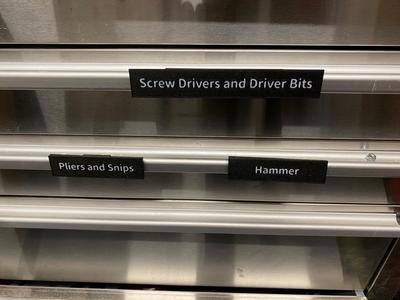 Screw Drivers and Driver Bits
Pliers and Snips
Hammer